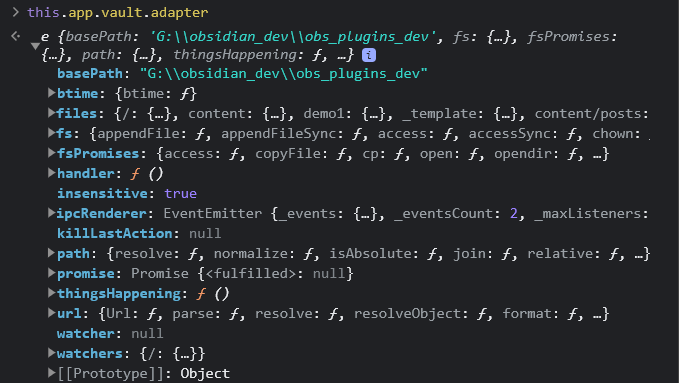 > this.app.vault.adapter
e {basePath: 'G:\\obsidian_dev\\obs_plugins_dev', fs: {…}, fsPromises:
{…}, path: {…}, thingsHappening: ƒ, …} i
basePath: "G:\\obsidian_dev\\obs_plugins_dev"
▶btime: {btime: ƒ}
▶files: {/: {…}, content: {…}, demo1: {…}, _template: {…}, content/posts:
▶fs: {appendFile: ƒ, appendFileSync: ƒ, access: ƒ, accessSync: ƒ, chown:
▶fsPromises: {access: ƒ, copyFile: ƒ, cp: ƒ, open: ƒ, opendir: ƒ, …}
▶handler: ƒ ()
insensitive: true
▶ipcRenderer: EventEmitter {_events: {…}, _eventsCount: 2, _maxListeners:
killLastAction: null
▶path: {resolve: ƒ, normalize: ƒ, isAbsolute: ƒ, join: ƒ, relative: ƒ, …}
▶promise: Promise {<fulfilled>: null}
▶thingsHappening: ƒ ()
▶url: {Url: ƒ, parse: ƒ, resolve: ƒ, resolveObject: ƒ, format: ƒ, …}
watcher: null
▶watchers: {/: {…}}
▶[[Prototype]]: Object